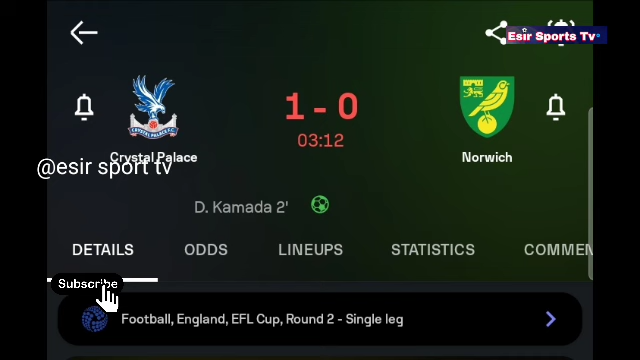 Esir Sports Tv
1 - 0
03:12
Crystal Palace
Norwich
@esir sport tv
D. Kamada 2'
DETAILS ODDS LINEUPS STATISTICS COMMEN
Subscribe
Football, England, EFL Cup, Round 2 - Single leg